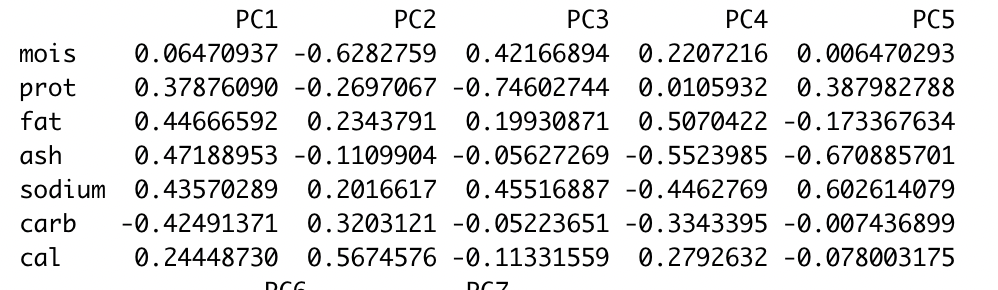 PC1 PC2 PC3 PC4 PC5
mois 0.06470937 -0.6282759 0.42166894 0.2207216 0.006470293
prot 0.37876090 -0.2697067 -0.74602744 0.0105932 0.387982788
fat 0.44666592 0.2343791 0.19930871 0.5070422 -0.173367634
ash 0.47188953 -0.1109904 -0.05627269 -0.5523985 -0.670885701
sodium 0.43570289 0.2016617 0.45516887 -0.4462769 0.602614079
carb -0.42491371 0.3203121 -0.05223651 -0.3343395 -0.007436899
cal 0.24448730 0.5674576 -0.11331559 0.2792632 -0.078003175
PC6 PC7